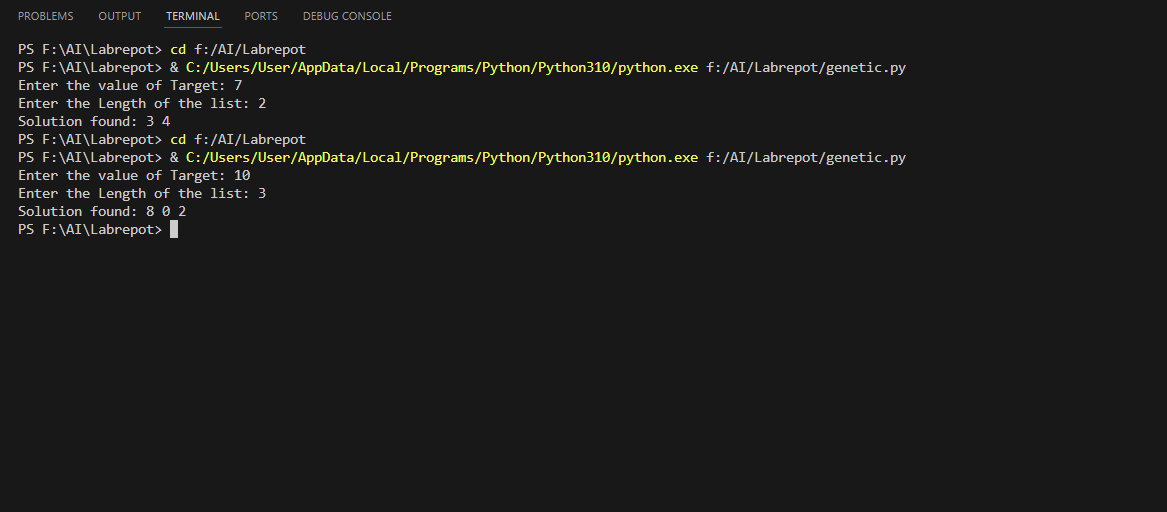 PROBLEMS OUTPUT TERMINAL PORTS DEBUG CONSOLE
PS F:\AI\Labrepot> cd f:/AI/Labrepot
PS F:\AI\Labrepot> & C:/Users/User/AppData/Local/Programs/Python/Python310/python.exe f:/AI/Labrepot/genetic.py
Enter the value of Target: 7
Enter the Length of the list: 2
Solution found: 3 4
PS F:\AI\Labrepot> cd f:/AI/Labrepot
PS F:\AI\Labrepot> & C:/Users/User/AppData/Local/Programs/Python/Python310/python.exe f:/AI/Labrepot/genetic.py
Enter the value of Target: 10
Enter the Length of the list: 3
Solution found: 8 0 2
PS F:\AI\Labrepot>